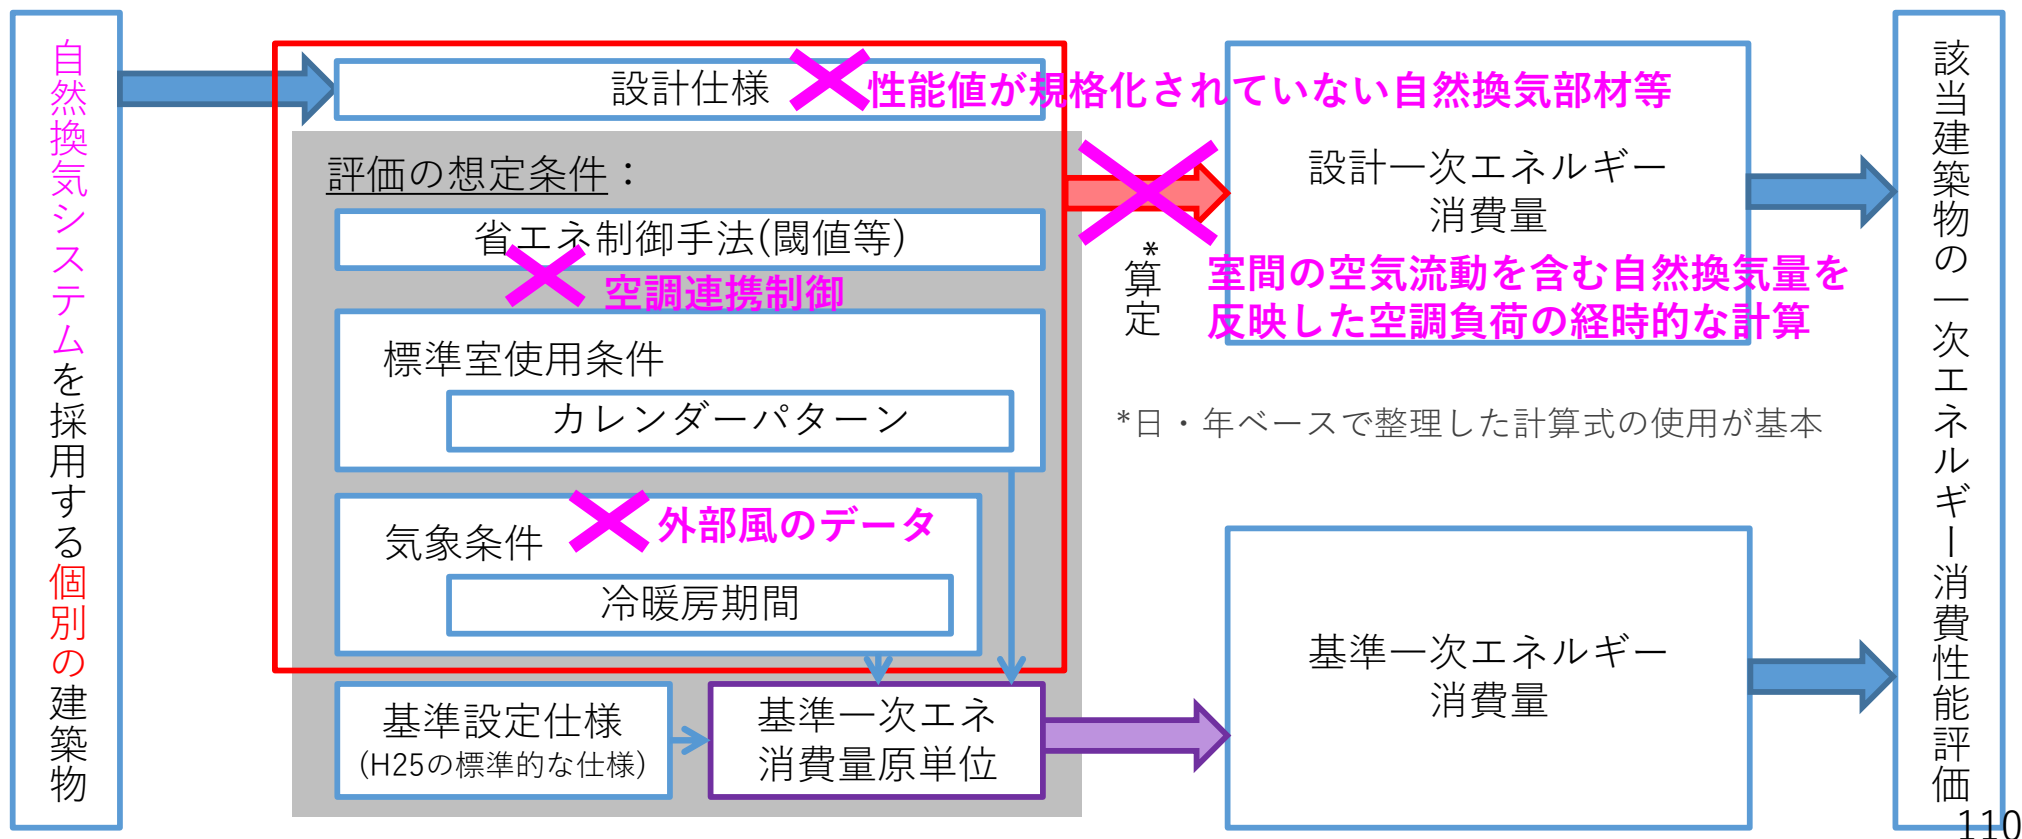 自然換気システムを採用する個別の建築物
設計仕様
性能値が規格化されていない自然換気部材等
評価の想定条件：
省エネ制御手法(閾値等)
空調連携制御
標準室使用条件
カレンダーパターン
気象条件
外部風のデータ
冷暖房期間
基準設定仕様
(H25の標準的な仕様)
基準一次エネ
消費量原単位
*算定
設計一次エネルギー
消費量
室間の空気流動を含む自然換気量を
反映した空調負荷の経時的な計算
*日・年ベースで整理した計算式の使用が基本
基準一次エネルギー
消費量
該当建築物の一次エネルギー消費性能評価
110